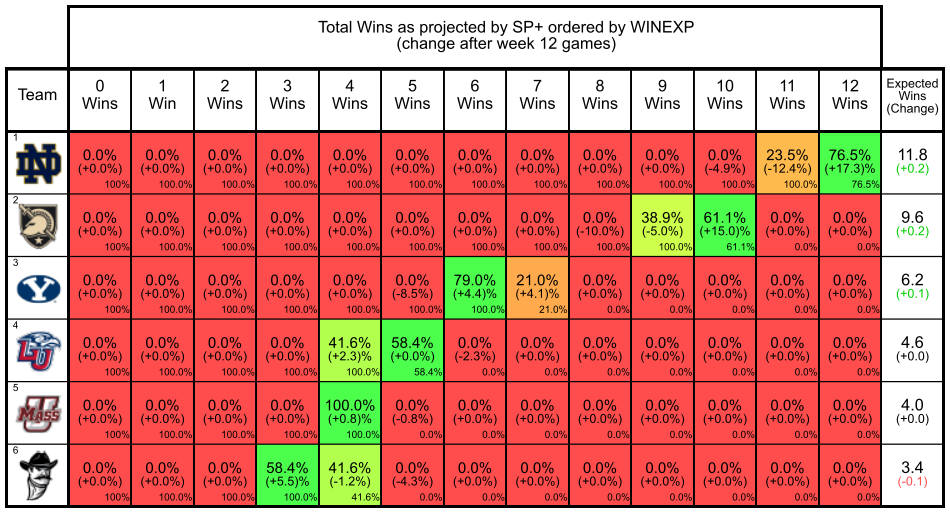 Total Wins as projected by SP+ ordered by WINEXP
(change after week 12 games)
Team
0 Wins
1 Win
2 Wins
3 Wins
4 Wins
5 Wins
6 Wins
7 Wins
8 Wins
9 Wins
10 Wins
11 Wins
12 Wins
Expected Wins (Change)
1
ND
0.0% 0.0% 0.0% 0.0% 0.0% 0.0% 0.0% 0.0% 0.0% 0.0% 0.0% 23.5% 76.5% 11.8
(+0.0%) (+0.0%) (+0.0%) (+0.0%) (+0.0%) (+0.0%) (+0.0%) (+0.0%) (+0.0%) (+0.0%) (-4.9%) (-12.4%) (+17.3)% (+0.2)
100% 100.0% 100.0% 100.0% 100.0% 100.0% 100.0% 100.0% 100.0% 100.0% 100.0% 100.0% 76.5%
2
0.0% 0.0% 0.0% 0.0% 0.0% 0.0% 0.0% 0.0% 0.0% 38.9% 61.1% 0.0% 0.0% 9.6
(+0.0%) (+0.0%) (+0.0%) (+0.0%) (+0.0%) (+0.0%) (+0.0%) (+0.0%) (-10.0%) (-5.0%) (+15.0)% (+0.0%) (+0.0%) (+0.2)
100% 100.0% 100.0% 100.0% 100.0% 100.0% 100.0% 100.0% 100.0% 100.0% 61.1% 0.0% 0.0%
3
Y
0.0% 0.0% 0.0% 0.0% 0.0% 0.0% 79.0% 21.0% 0.0% 0.0% 0.0% 0.0% 0.0% 6.2
(+0.0%) (+0.0%) (+0.0%) (+0.0%) (+0.0%) (-8.5%) (+4.4)% (+4.1)% (+0.0%) (+0.0%) (+0.0%) (+0.0%) (+0.0%) (+0.1)
100% 100.0% 100.0% 100.0% 100.0% 100.0% 100.0% 21.0% 0.0% 0.0% 0.0% 0.0% 0.0%
4
LU
0.0% 0.0% 0.0% 0.0% 41.6% 58.4% 0.0% 0.0% 0.0% 0.0% 0.0% 0.0% 0.0% 4.6
(+0.0%) (+0.0%) (+0.0%) (+0.0%) (+2.3)% (+0.0)% (-2.3%) (+0.0%) (+0.0%) (+0.0%) (+0.0%) (+0.0%) (+0.0%) (+0.0)
100% 100.0% 100.0% 100.0% 100.0% 58.4% 0.0% 0.0% 0.0% 0.0% 0.0% 0.0% 0.0%
5
U MASS
0.0% 0.0% 0.0% 0.0% 100.0% 0.0% 0.0% 0.0% 0.0% 0.0% 0.0% 0.0% 0.0% 4.0
(+0.0%) (+0.0%) (+0.0%) (+0.0%) (+0.8)% (-0.8%) (+0.0%) (+0.0%) (+0.0%) (+0.0%) (+0.0%) (+0.0%) (+0.0%) (+0.0)
100% 100.0% 100.0% 100.0% 100.0% 0.0% 0.0% 0.0% 0.0% 0.0% 0.0% 0.0% 0.0%
6
0.0% 0.0% 0.0% 58.4% 41.6% 0.0% 0.0% 0.0% 0.0% 0.0% 0.0% 0.0% 0.0% 3.4
(+0.0%) (+0.0%) (+0.0%) (+5.5)% (-1.2%) (-4.3%) (+0.0%) (+0.0%) (+0.0%) (+0.0%) (+0.0%) (+0.0%) (+0.0%) (-0.1)
100% 100.0% 100.0% 100.0% 41.6% 0.0% 0.0% 0.0% 0.0% 0.0% 0.0% 0.0% 0.0%